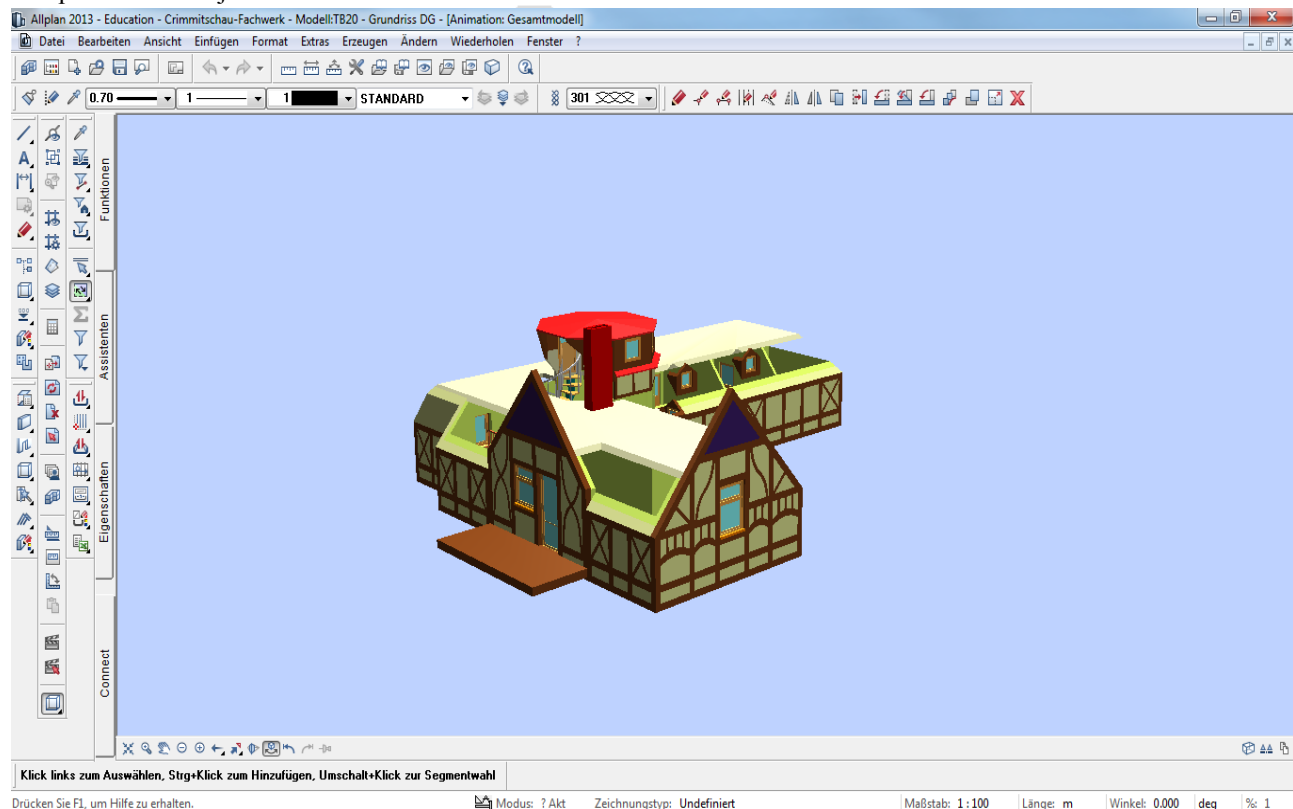 Allplan 2013 - Education - Crimmitschau-Fachwerk - Modell:TB20 - Grundriss DG - [Animation: Gesamtmodell]
Datei Bearbeiten Ansicht Einfügen Format Extras Erzeugen Ändern Wiederholen Fenster ?
0.70 1 1 STANDARD 301
Funktionen
Assistenten
Eigenschaften
Connect
Klick links zum Auswählen, Strg+Klick zum Hinzufügen, Umschalt+Klick zur Segmentwahl
Drücken Sie F1, um Hilfe zu erhalten. Modus: ? Akt Zeichnungstyp: Undefiniert Maßstab: 1:100 Länge: m Winkel: 0.000 deg %: 1